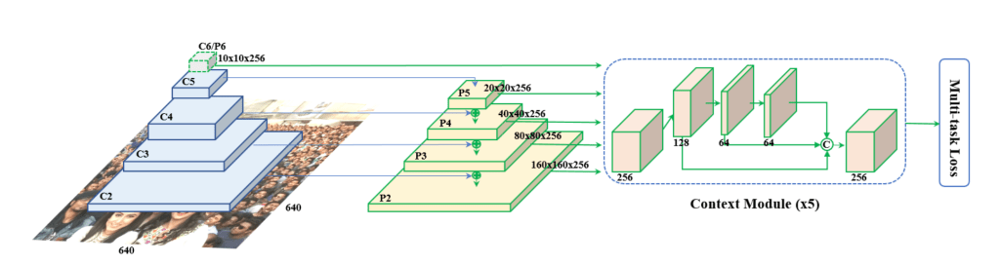 C6/P6
10x10x256
C5
C4
C3
C2
640
640
P5
20x20x256
P4
40x40x256
P3
80x80x256
P2
160x160x256
256
128
64
64
C
256
Context Module (x5)
Multi-task Loss